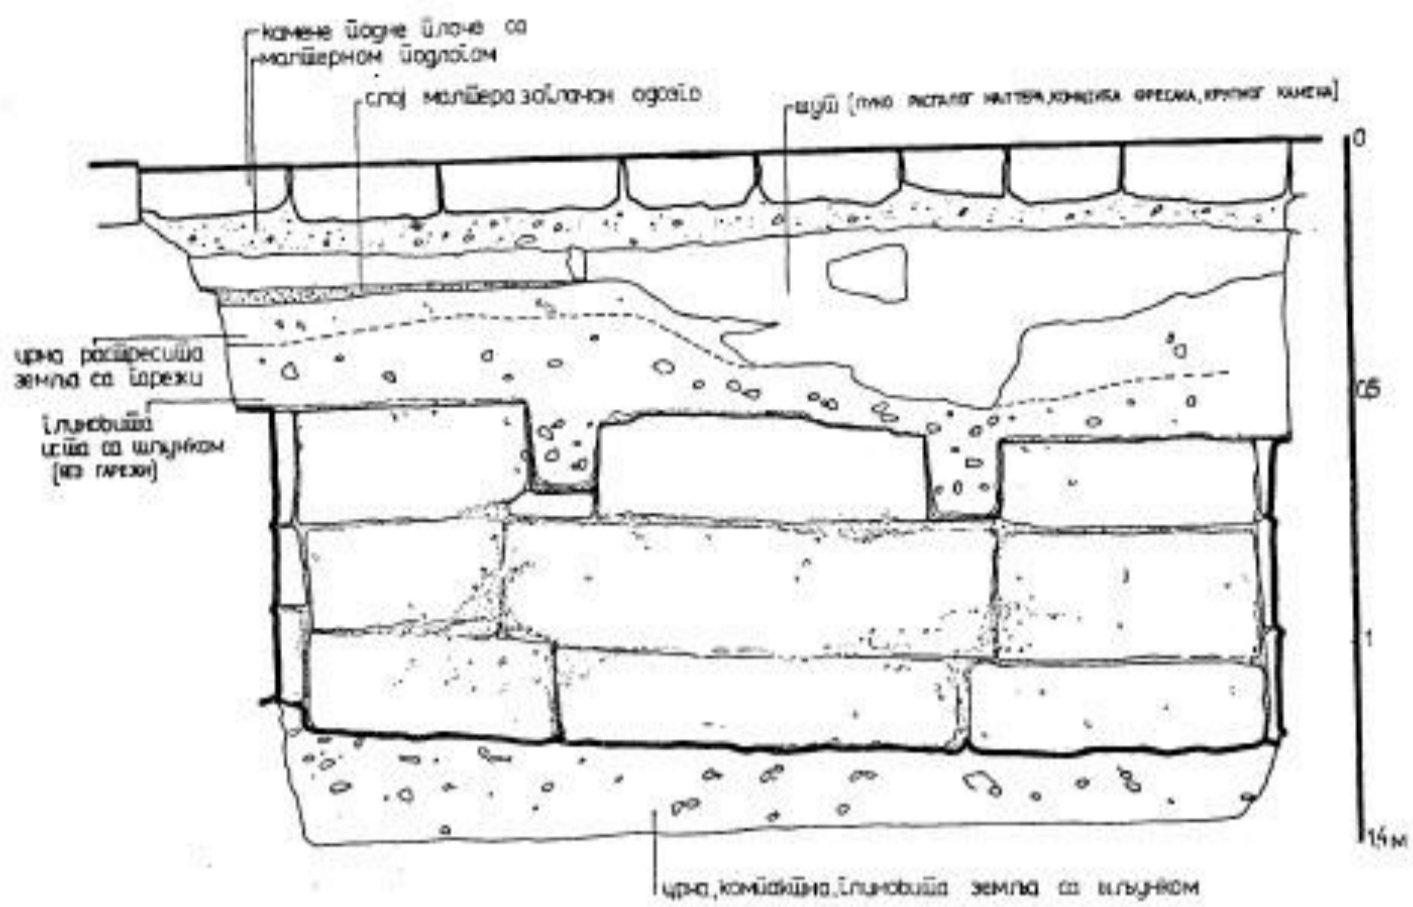 камене подне плоче са
малтерном подлогом
слој малтера заглачан одозго
шут [пуно распалог малтера, комадића фресака, крупног камена]
0
црна растресита
земља са гарежи
0,5
глиновита
иста са шљунком
[без гарежи]
1
1,4 м
црна, компактна, глиновита земља са шљунком